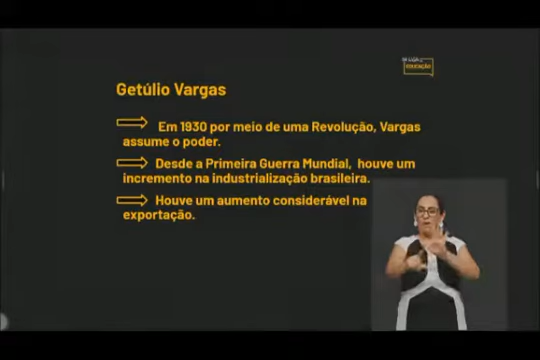 EDUCAÇÃO
Getúlio Vargas
Em 1930 por meio de uma Revolução, Vargas
assume o poder.
Desde a Primeira Guerra Mundial, houve um
incremento na industrialização brasileira.
Houve um aumento considerável na
exportação.